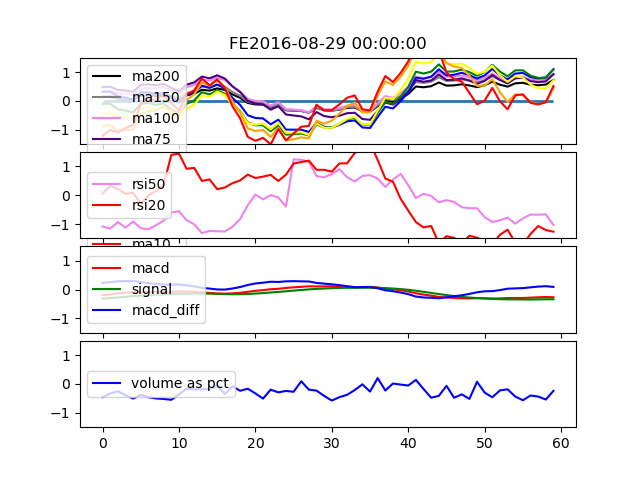 FE2016-08-29 00:00:00:00
1
0
−1
ma200
ma150
ma100
ma75
1
0
−1
rsi50
rsi20
ma10
1
0
−1
macd
signal
macd_diff
1
0
−1
volume as pct
0 10 20 30 40 50 60